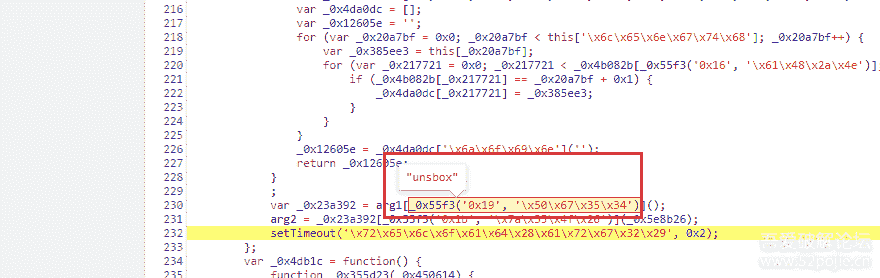 216 var _0x4da0dc = [];
217 var _0x12605e = '';
218 for (var _0x20a7bf = 0x0; _0x20a7bf < this['\x6c\x65\x6e\x67\x74\x68']; _0x20a7bf++) {
219 var _0x385ee3 = this[_0x20a7bf];
220 for (var _0x217721 = 0x0; _0x217721 < _0x4b082b[_0x55f3('0x16', '\x61\x48\x2a\x4e')]
221 if (_0x4b082b[_0x217721] == _0x20a7bf + 0x1) {
222 _0x4da0dc[_0x217721] = _0x385ee3;
223 }
224 }
225 }
226 _0x12605e = _0x4da0dc['\x6a\x6f\x69\x6e']('');
227 return _0x12605e;
228 }
"unsbox"
229 ;
230 var _0x23a392 = arg1[_0x55f3('0x19', '\x50\x67\x35\x34')]();
231 arg2 = _0x23a392[_0x55f3('0x1b', (_0x5e8b26);
232 setTimeout('\x72\x65\x6c\x6f\x61\x64\x28\x61\x72\x67\x32\x29', 0x2);
233 };
234 var _0x4db1c = function() {
235 function _0x355d23(_0x450614) {